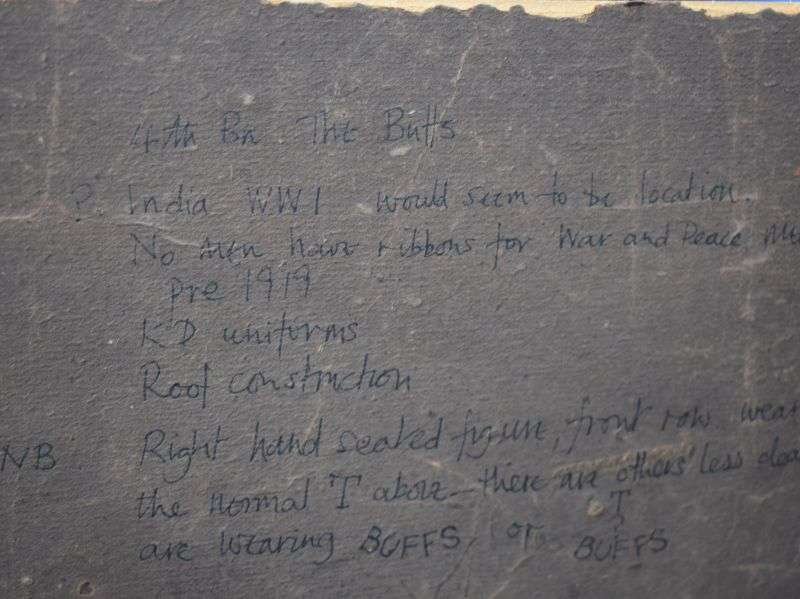 4th Bn. The Buffs
? India WW1 would seem to be location.
No men have ribbons for War and Peace
pre 1919
KD uniforms
Roof construction
NB Right hand seated figure, front row
the normal 'T' above - there are others less
T
are wearing BUFFS or BUFFS